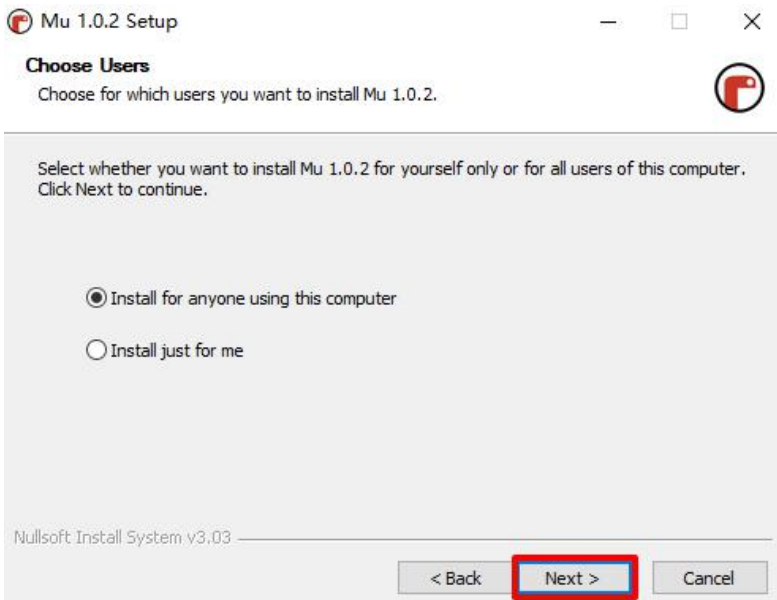 Mu 1.0.2 Setup
Choose Users
Choose for which users you want to install Mu 1.0.2.
Select whether you want to install Mu 1.0.2 for yourself only or for all users of this computer.
Click Next to continue.
Install for anyone using this computer
Install just for me
Nullsoft Install System v3.03
< Back Next > Cancel